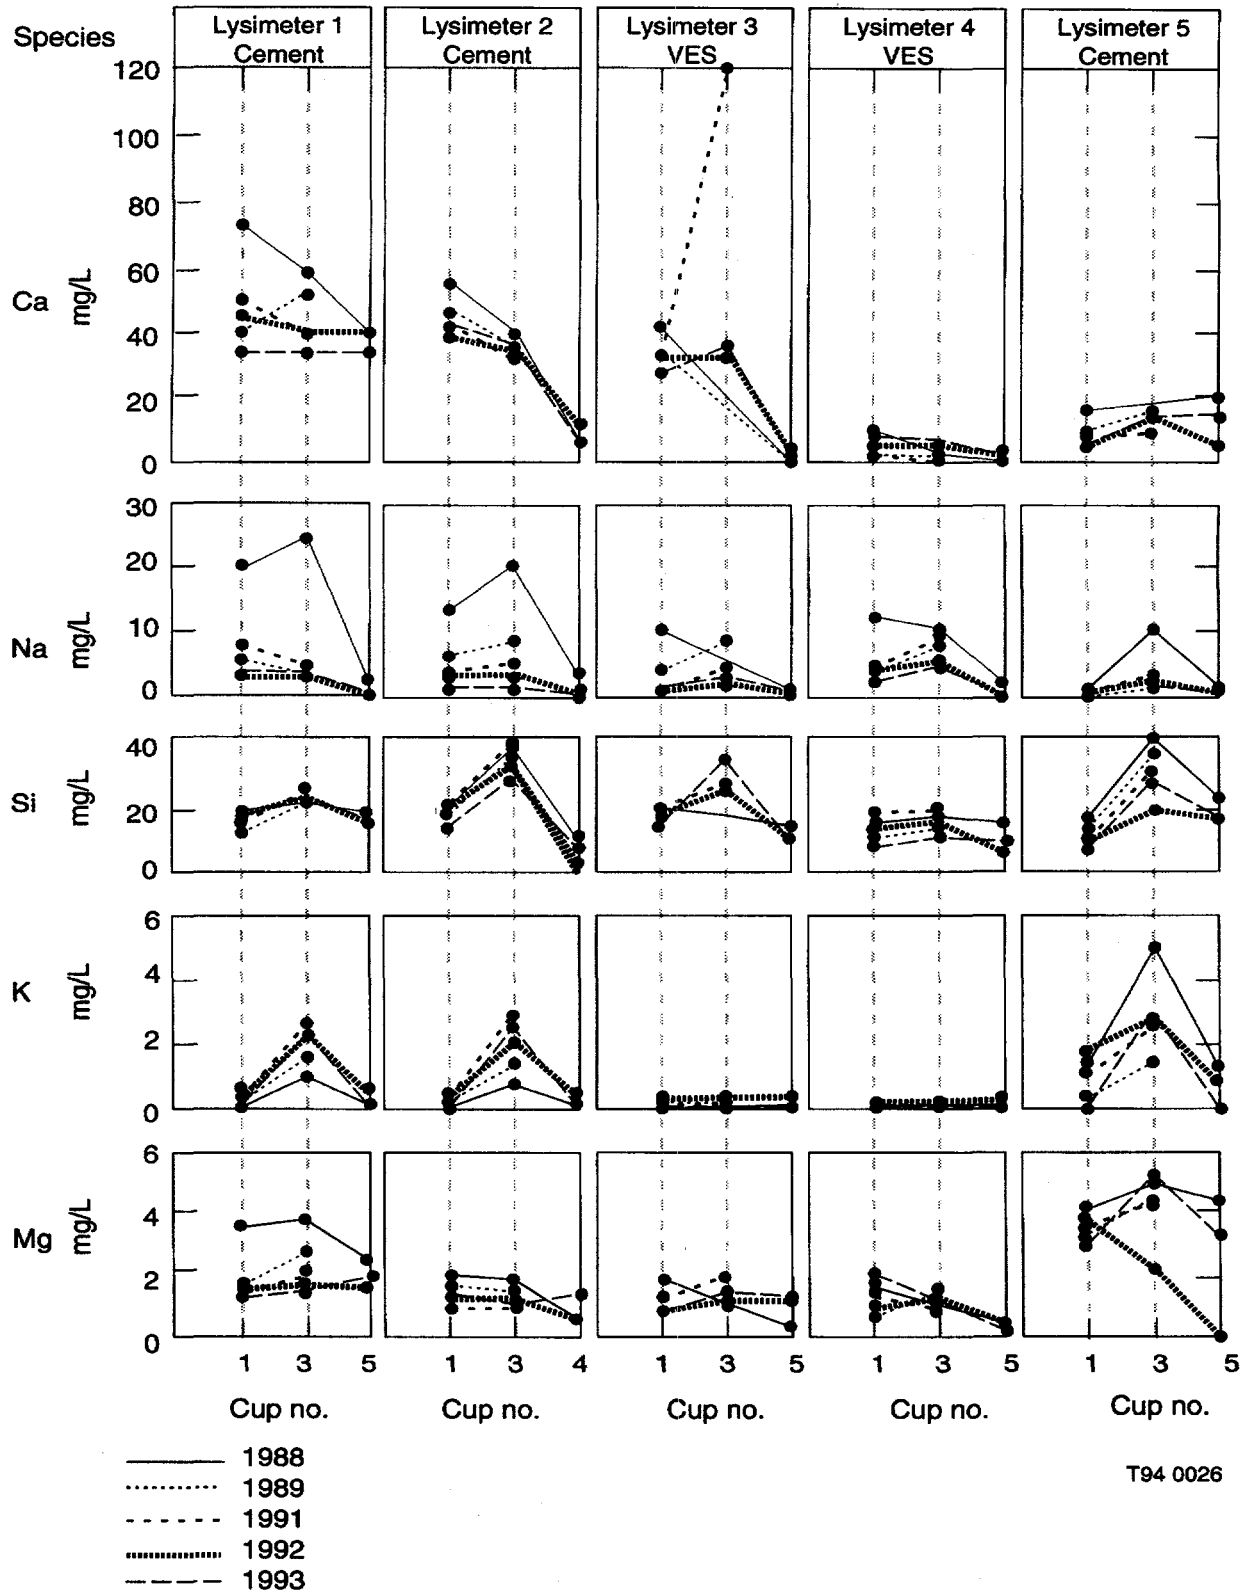 Species
Lysimeter 1
Cement
Lysimeter 2
Cement
Lysimeter 3
VES
Lysimeter 4
VES
Lysimeter 5
Cement
Ca
mg/L
120
100
80
60
40
20
0
Na
mg/L
30
20
10
0
Si
mg/L
40
20
0
K
mg/L
6
4
2
0
Mg
mg/L
6
4
2
0
1 3 5
1 3 4
1 3 5
1 3 5
1 3 5
Cup no.
Cup no.
Cup no.
Cup no.
Cup no.
1988
1989
1991
1992
1993
T94 0026